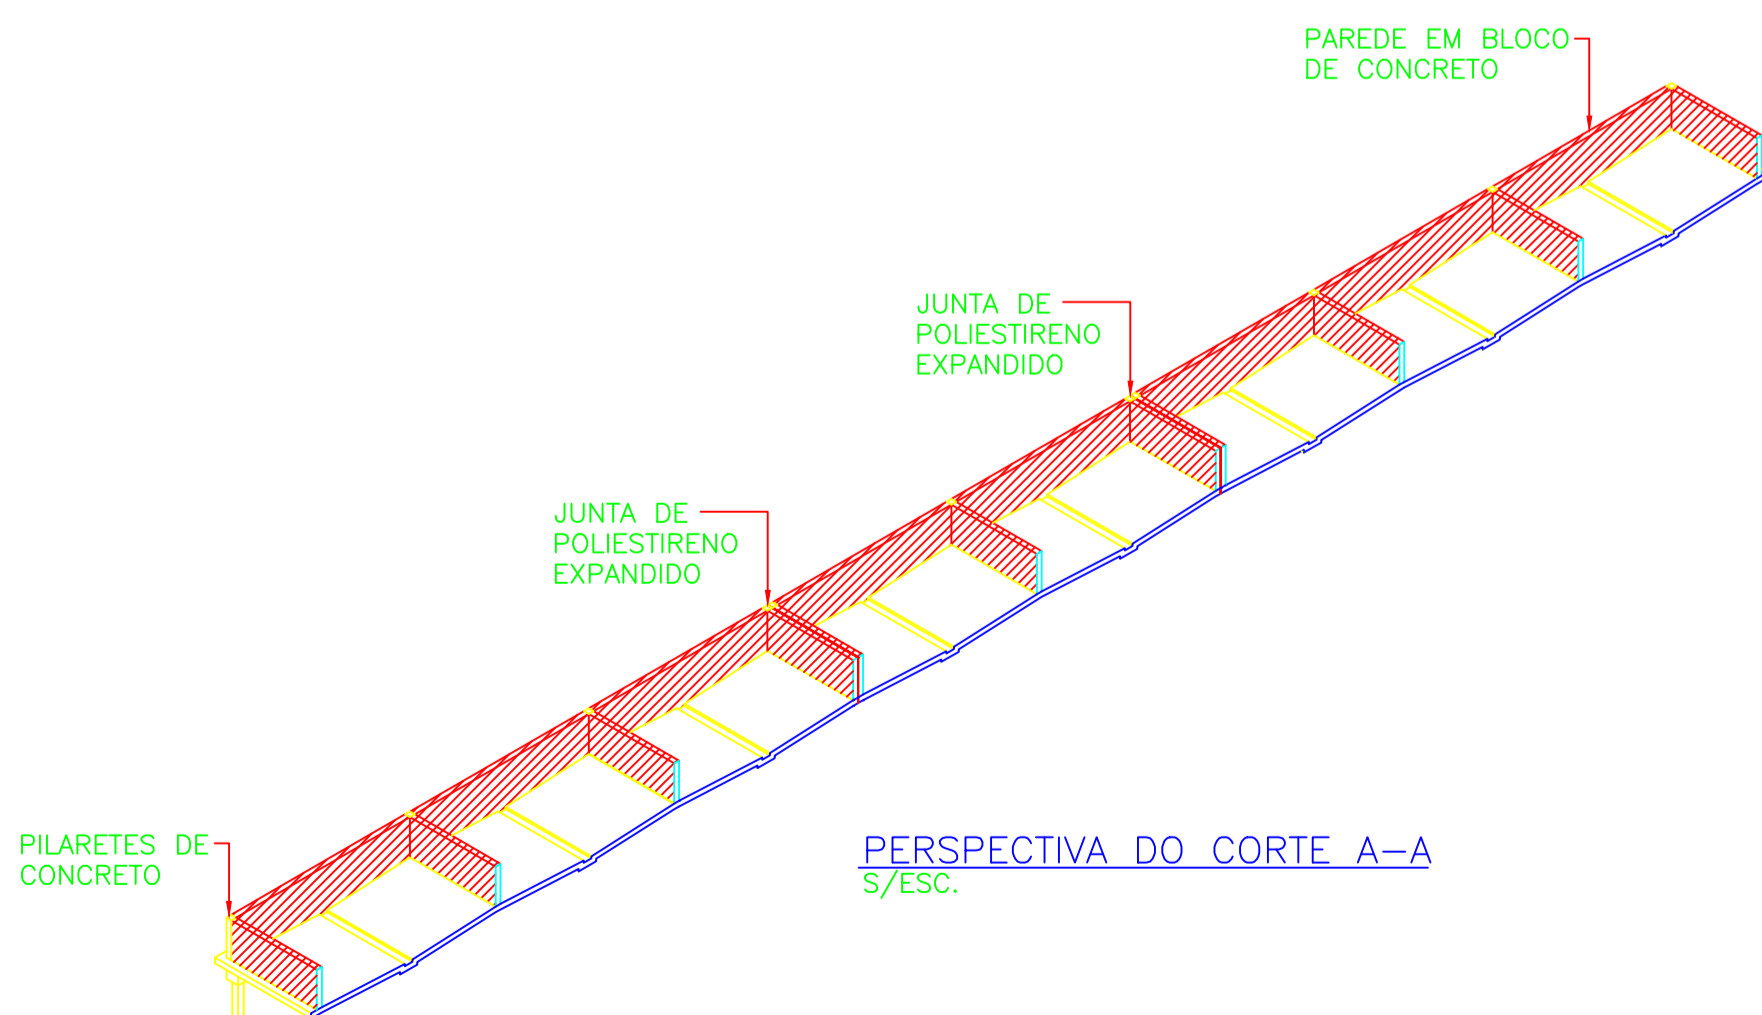 PAREDE EM BLOCO
DE CONCRETO
JUNTA DE
POLIESTIRENO
EXPANDIDO
JUNTA DE
POLIESTIRENO
EXPANDIDO
PILARETES DE
CONCRETO
PERSPECTIVA DO CORTE A-A
S/ESC.